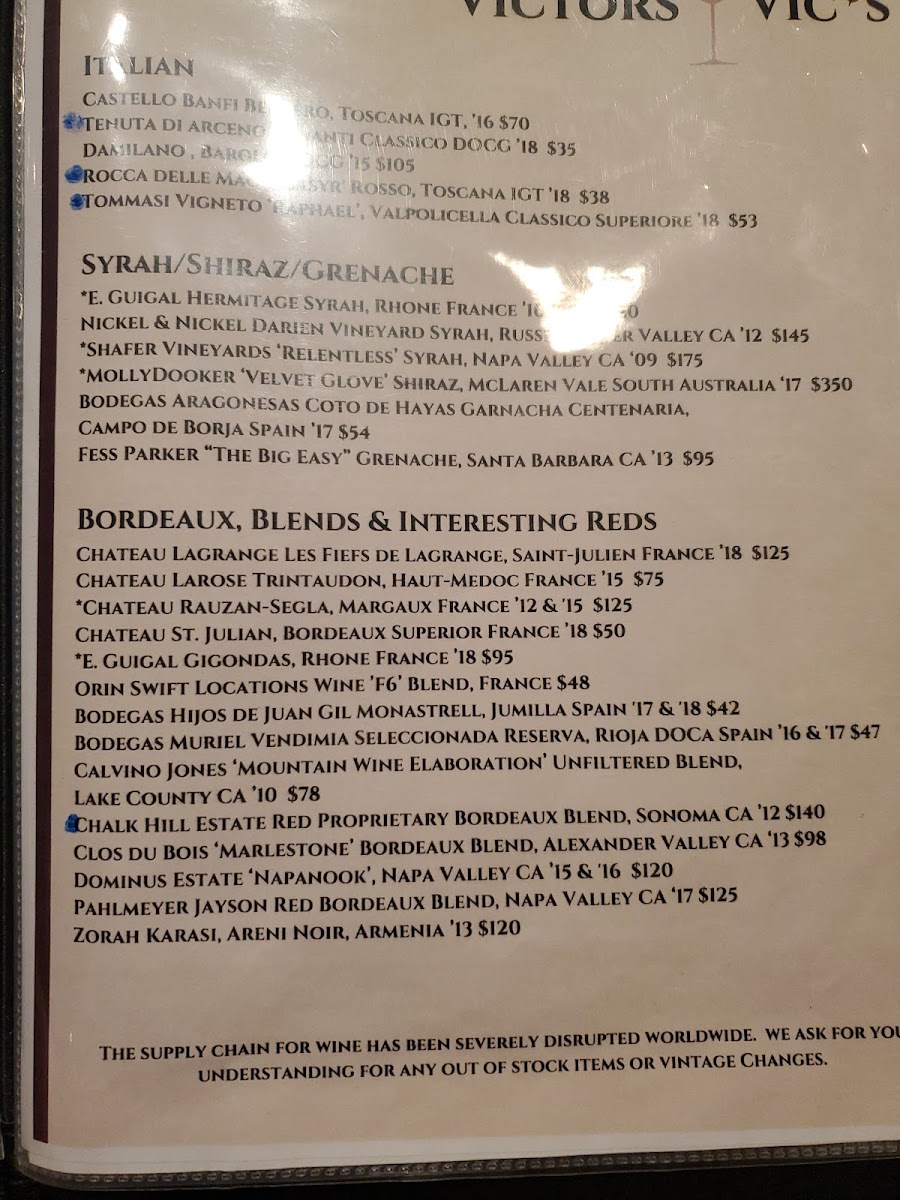 Victors Vic's
Italian
Castello Banfi, Toscana IGT, '16 $70
Tenuta di Arceno Classico DOCG '18 $35
Damilano, '15 $105
Rocca delle Rosso, Toscana IGT '18 $38
Tommasi Vigneto 'Raphael', Valpolicella Classico Superiore '18 $53
Syrah/Shiraz/Grenache
*E. Guigal Hermitage Syrah, Rhone France
Nickel & Nickel Darien Vineyard Syrah, Valley CA '12 $145
*Shafer Vineyards 'Relentless' Syrah, Napa Valley CA '09 $175
*MollyDooker 'Velvet Glove' Shiraz, McLaren Vale South Australia '17 $350
Bodegas Aragonesas Coto de Hayas Garnacha Centenaria,
Campo de Borja Spain '17 $54
Fess Parker "The Big Easy" Grenache, Santa Barbara CA '13 $95
Bordeaux, Blends & Interesting Reds
Chateau Lagrange Les Fiefs de Lagrange, Saint-Julien France '18 $125
Chateau Larose Trintaudon, Haut-Medoc France '15 $75
*Chateau Rauzan-Segla, Margaux France '12 & '15 $125
Chateau St. Julian, Bordeaux Superior France '18 $50
*E. Guigal Gigondas, Rhone France '18 $95
Orin Swift Locations Wine 'F6' Blend, France $48
Bodegas Hijos de Juan Gil Monastrell, Jumilla Spain '17 & '18 $42
Bodegas Muriel Vendimia Seleccionada Reserva, Rioja DOCa Spain '16 & '17 $47
Calvino Jones 'Mountain Wine Elaboration' Unfiltered Blend,
Lake County CA '10 $78
Chalk Hill Estate Red Proprietary Bordeaux Blend, Sonoma CA '12 $140
Clos du Bois 'Marlestone' Bordeaux Blend, Alexander Valley CA '13 $98
Dominus Estate 'Napanook', Napa Valley CA '15 & '16 $120
Pahlmeyer Jayson Red Bordeaux Blend, Napa Valley CA '17 $125
Zorah Karasi, Areni Noir, Armenia '13 $120
The supply chain for wine has been severely disrupted worldwide. We ask for you
understanding for any out of stock items or vintage Changes.